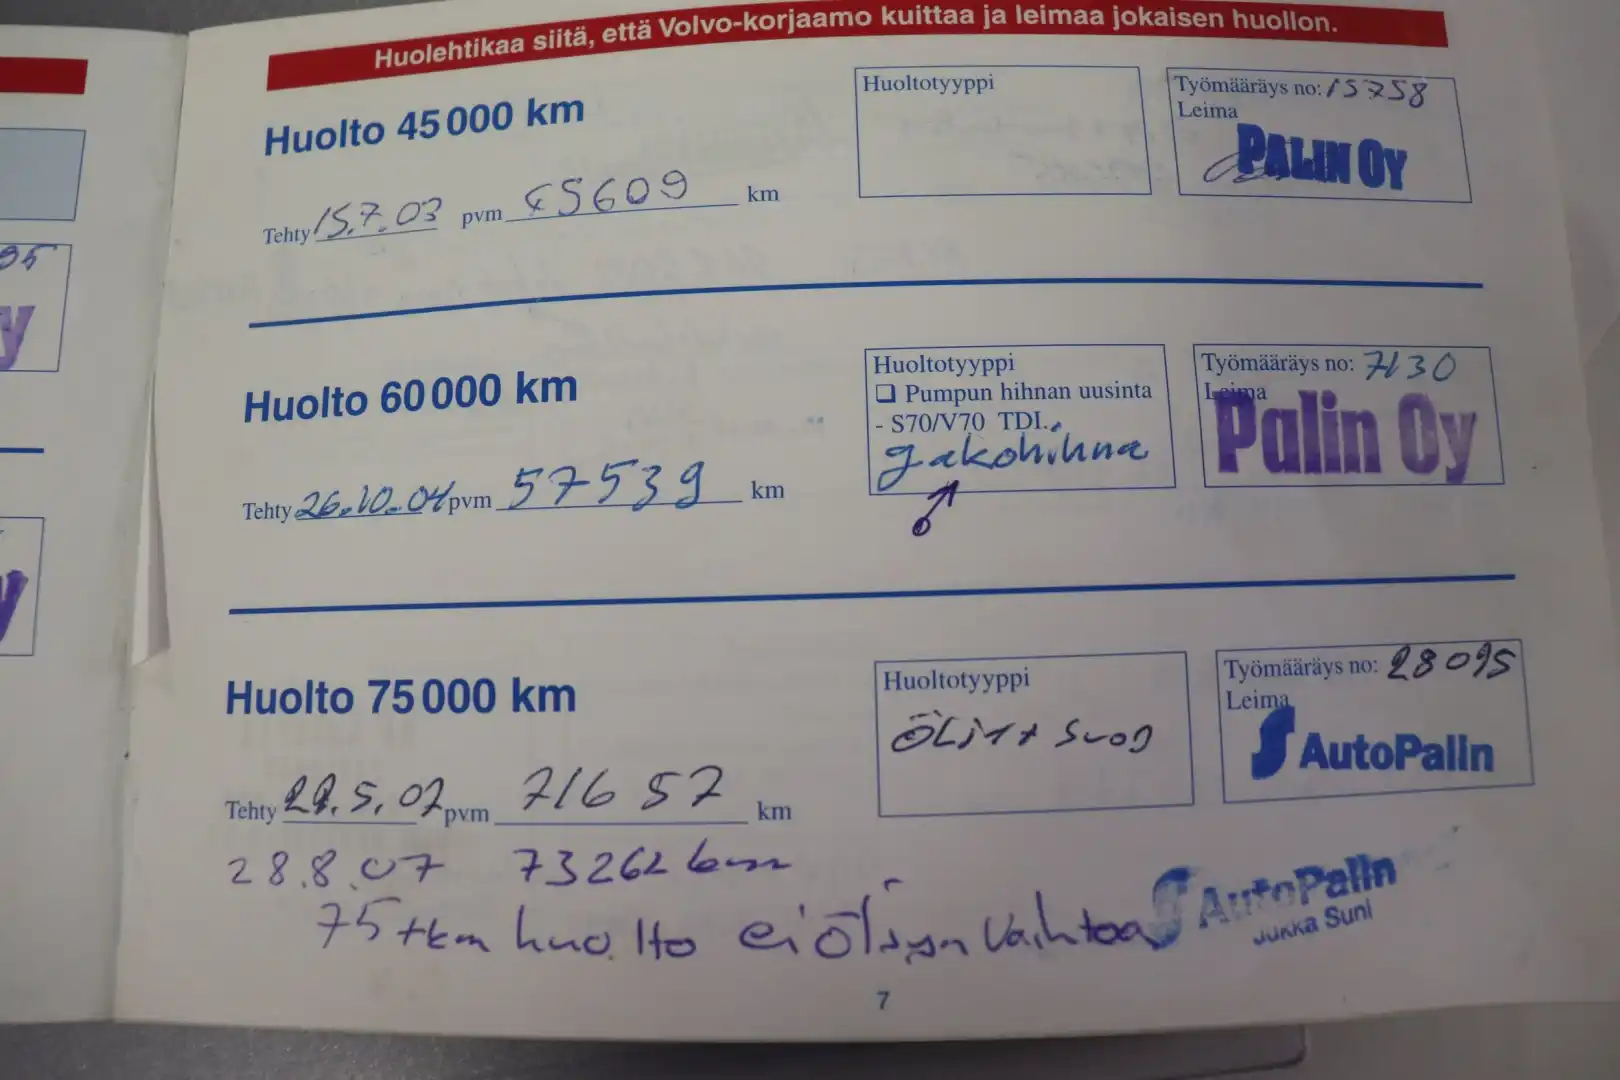 Huolehtikaa siitä, että Volvo-korjaamo kuittaa ja leimaa jokaisen huollon.
Huolto 45 000 km
Huoltotyyppi
Työmääräys no: 15758
Leima
PALIN OY
Tehty 15.7.03 pvm 45609 km
95
y
Huolto 60 000 km
Huoltotyyppi
❑ Pumpun hihnan uusinta
- S70/V70 TDI.
jakohihna
Työmääräys no: 7130
Leima
Palin Oy
Tehty 26.10.04 pvm 57539 km
y
Huolto 75 000 km
Huoltotyyppi
ÖLJY + SUOD
Työmääräys no: 28095
Leima
AutoPalin
Tehty 22.5.07 pvm 71657 km
28.8.07 73262 km
75 tkm huolto ei öljyn vaihtoa
AutoPalin
Jukka Suni
7